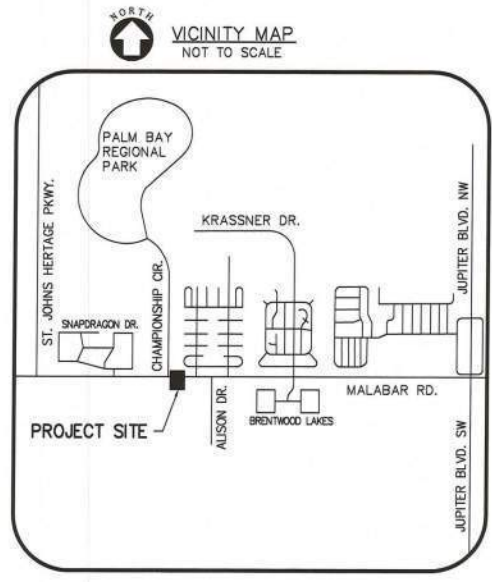 NORTH
VICINITY MAP
NOT TO SCALE
PALM BAY
REGIONAL
PARK
ST. JOHNS HERTAGE PKWY.
KRASSNER DR.
JUPITER BLVD. NW
CHAMPIONSHIP CIR.
SNAPDRAGON DR.
MALABAR RD.
PROJECT SITE
ALISON DR.
BRENTWOOD LAKES
JUPITER BLVD. SW